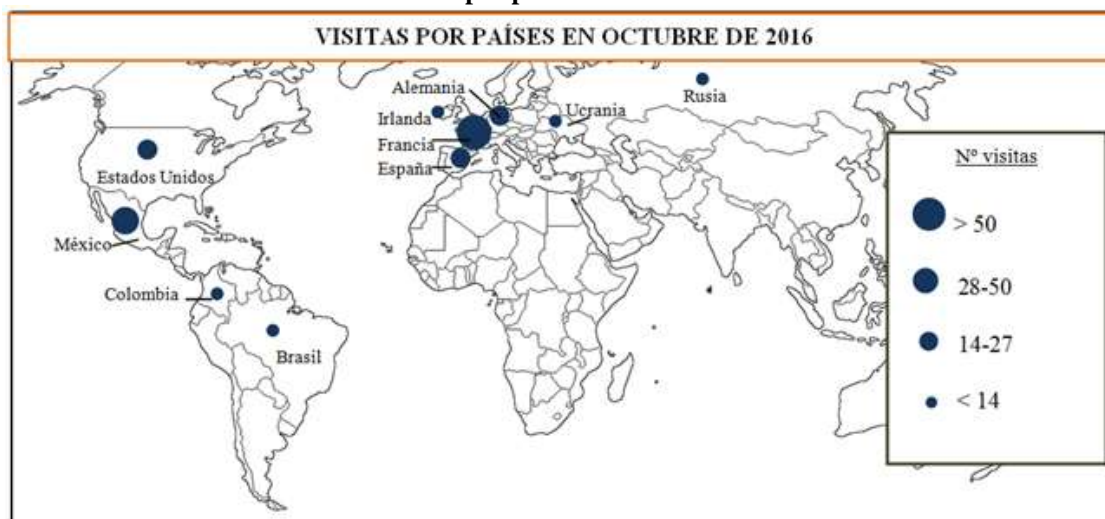 VISITAS POR PAÍSES EN OCTUBRE DE 2016
Alemania
Rusia
Irlanda
Ucrania
Francia
España
Estados Unidos
México
Colombia
Brasil
Nº visitas
> 50
28-50
14-27
< 14